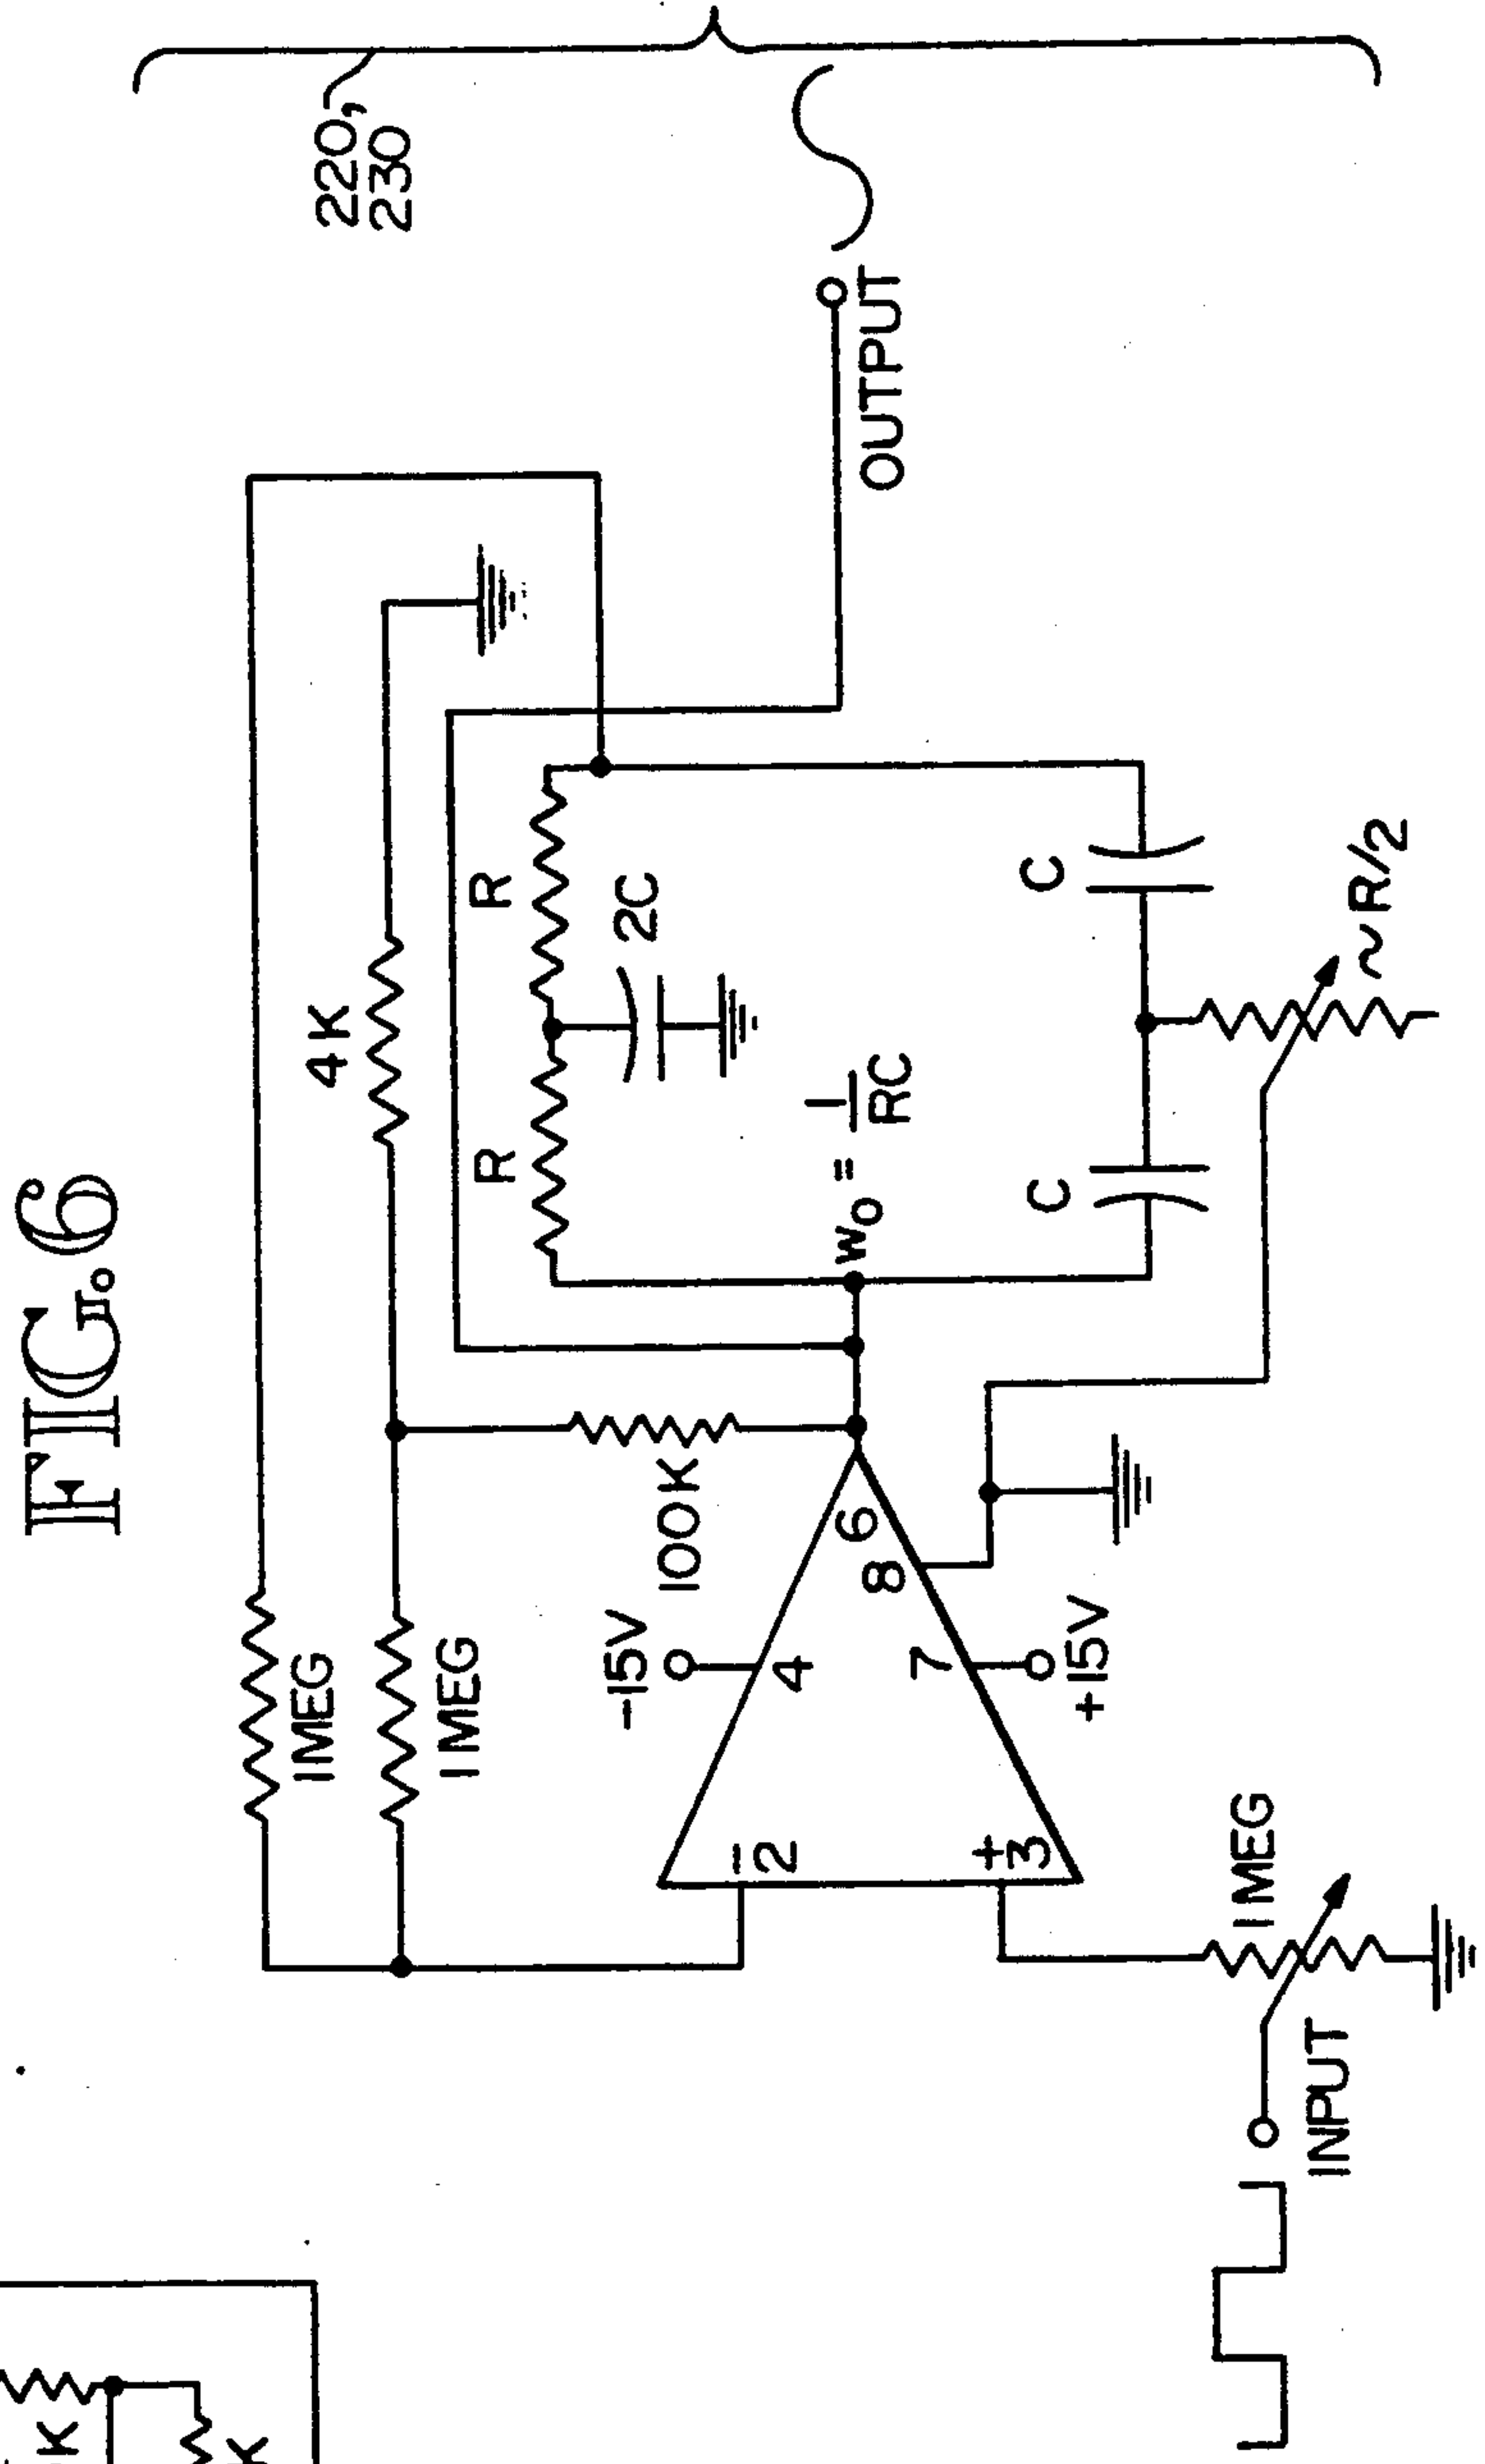 FIG. 6
220,
230
1MEG
4K
1MEG
100K
-15V
4
2
-
+
3
7
8
6
+15V
R
R
2C
w₀ = 1/RC
C
C
~R/2
OUTPUT
1MEG
INPUT
K
K